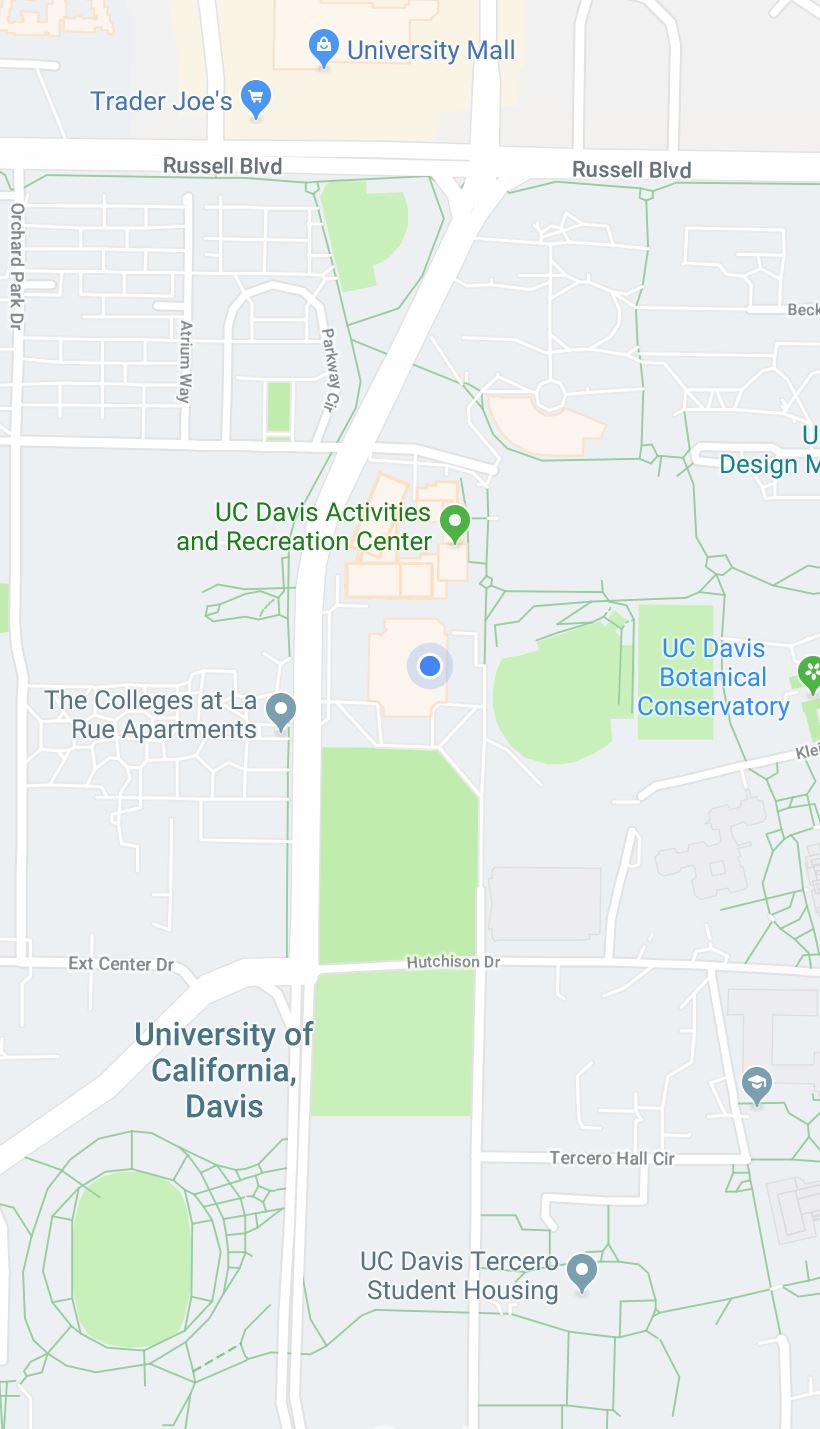 University Mall
Trader Joe's
Russell Blvd
Russell Blvd
Orchard Park Dr
Atrium Way
Parkway Cir
Beck
U
Design M
UC Davis Activities
and Recreation Center
UC Davis
Botanical
Conservatory
The Colleges at La
Rue Apartments
Klei
Ext Center Dr
Hutchison Dr
University of
California,
Davis
Tercero Hall Cir
UC Davis Tercero
Student Housing